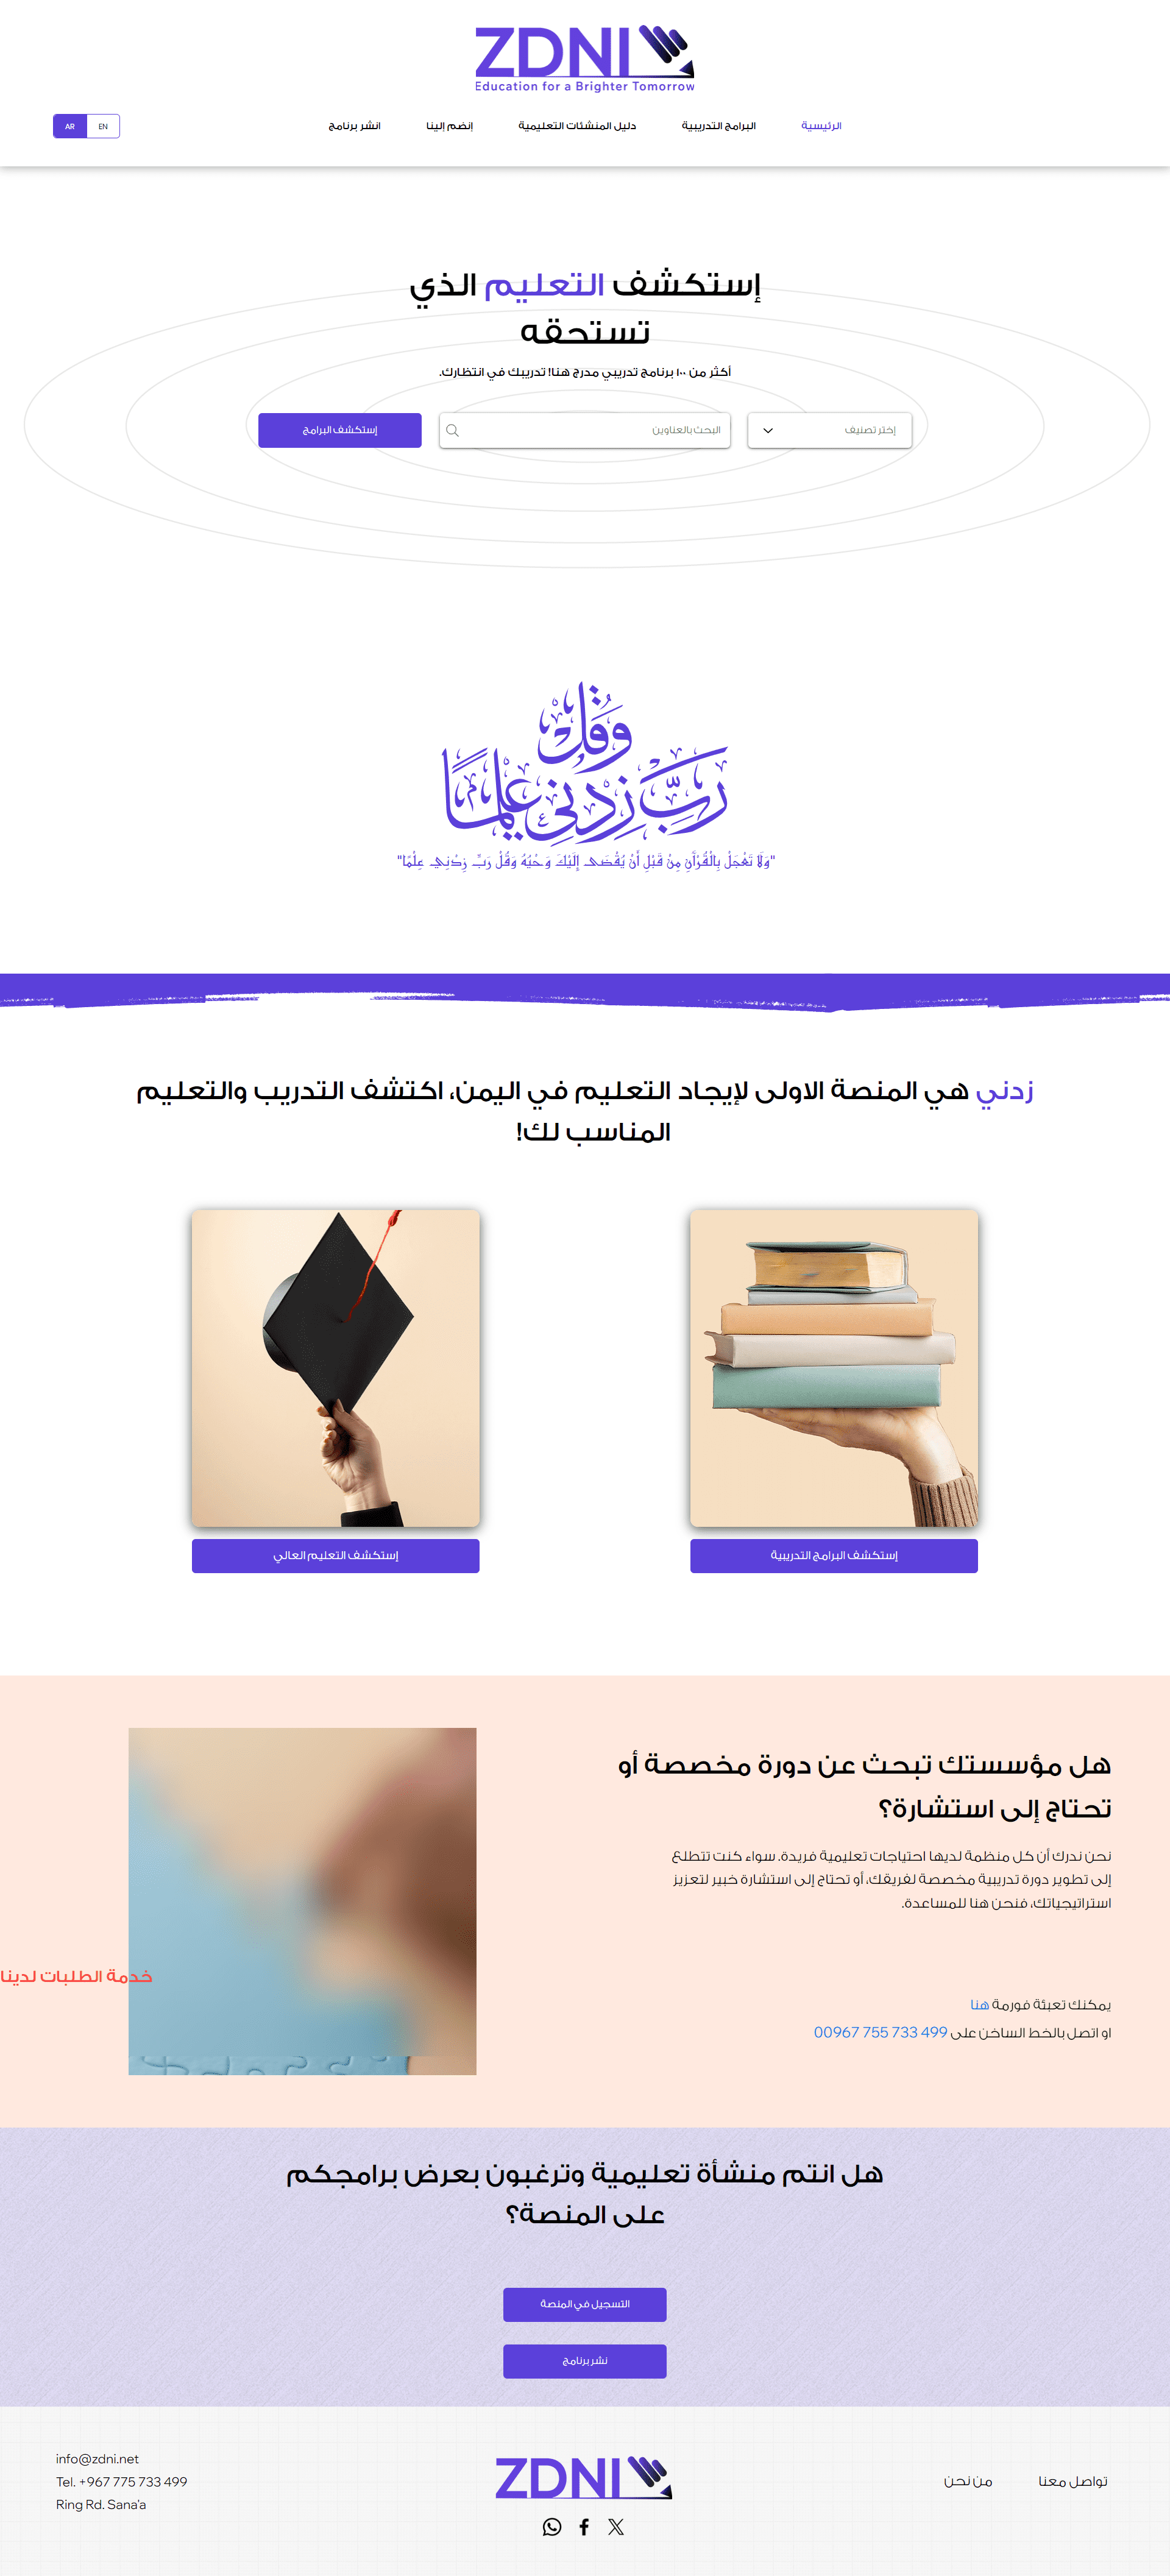 ZDNI
Education for a Brighter Tomorrow
الرئيسية
البرامج التدريبية
دليل المنشئات التعليمية
إنضم إلينا
انشر برنامج
AR
EN
إستكشف التعليم الذي
تستحقه
أكثر من ١٠٠ برنامج تدريبي مدرج هنا! تدريبك في انتظارك.
إختر تصنيف
البحث بالعناوين
إستكشف البرامج
وَقُلْ
رَبِّ زِدْنِي عِلْمًا
"وَلَا تَعْجَلْ بِالْقُرْآنِ مِنْ قَبْلِ أَنْ يُقْضَى إِلَيْكَ وَحْيُهُ وَقُلْ رَبِّ زِدْنِي عِلْمًا"
زدني هي المنصة الاولى لإيجاد التعليم في اليمن، اكتشف التدريب والتعليم
المناسب لك!
إستكشف البرامج التدريبية
إستكشف التعليم العالي
هل مؤسستك تبحث عن دورة مخصصة أو
تحتاج إلى استشارة؟
نحن ندرك أن كل منظمة لديها احتياجات تعليمية فريدة. سواء كنت تتطلع
إلى تطوير دورة تدريبية مخصصة لفريقك، أو تحتاج إلى استشارة خبير لتعزيز
استراتيجياتك، فنحن هنا للمساعدة.
خدمة الطلبات لدينا
يمكنك تعبئة فورمة هنا
او اتصل بالخط الساخن على 499 733 755 00967
هل انتم منشأة تعليمية وترغبون بعرض برامجكم
على المنصة؟
التسجيل في المنصة
نشر برنامج
تواصل معنا
من نحن
ZDNI
info@zdni.net
Tel. +967 775 733 499
Ring Rd. Sana'a